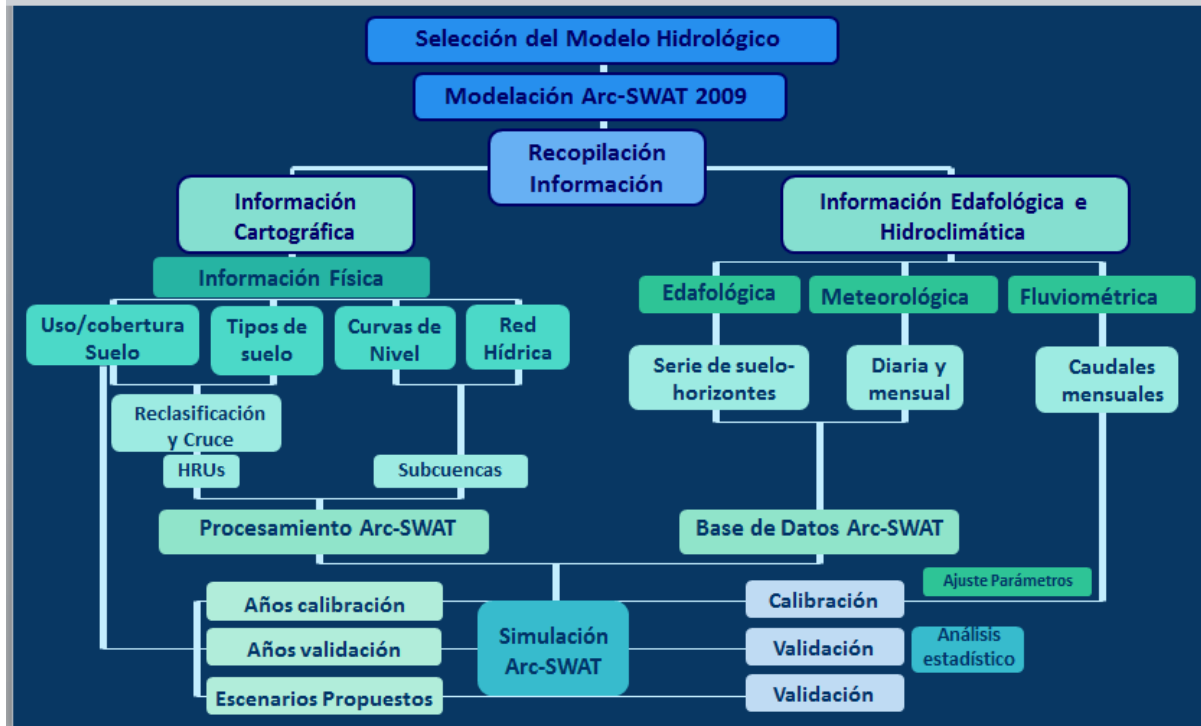 Selección del Modelo Hidrológico
Modelación Arc-SWAT 2009
Recopilación
Información
Información
Cartográfica
Información Edafológica e
Hidroclimática
Información Física
Edafológica
Meteorológica
Fluviométrica
Uso/cobertura
Suelo
Tipos de
suelo
Curvas de
Nivel
Red
Hídrica
Serie de suelo-
horizontes
Diaria y
mensual
Caudales
mensuales
Reclasificación
y Cruce
HRUs
Subcuencas
Procesamiento Arc-SWAT
Base de Datos Arc-SWAT
Ajuste Parámetros
Años calibración
Simulación
Arc-SWAT
Calibración
Años validación
Validación
Análisis
estadístico
Escenarios Propuestos
Validación